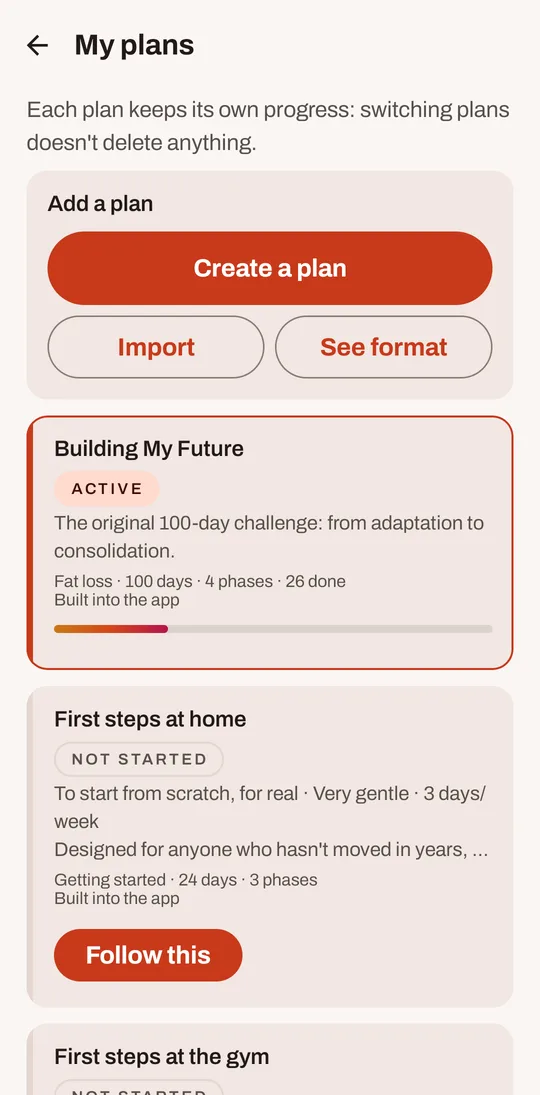 My plans
Each plan keeps its own progress: switching plans
doesn't delete anything.
Add a plan
Create a plan
Import
See format
Building My Future
ACTIVE
The original 100-day challenge: from adaptation to
consolidation.
Fat loss · 100 days · 4 phases · 26 done
Built into the app
First steps at home
NOT STARTED
To start from scratch, for real · Very gentle · 3 days/
week
Designed for anyone who hasn't moved in years, ...
Getting started · 24 days · 3 phases
Built into the app
Follow this
First steps at the gym
NOT STARTED